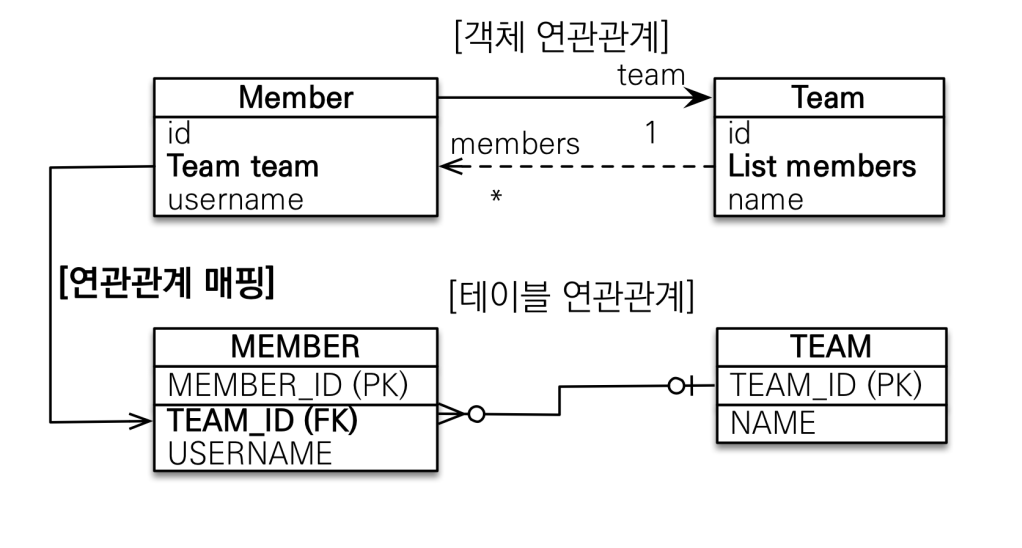 [객체 연관관계]
team
Member
id
Team team
username
members
1
*
Team
id
List members
name
[연관관계 매핑]
[테이블 연관관계]
MEMBER
MEMBER_ID (PK)
TEAM_ID (FK)
USERNAME
TEAM
TEAM_ID (PK)
NAME